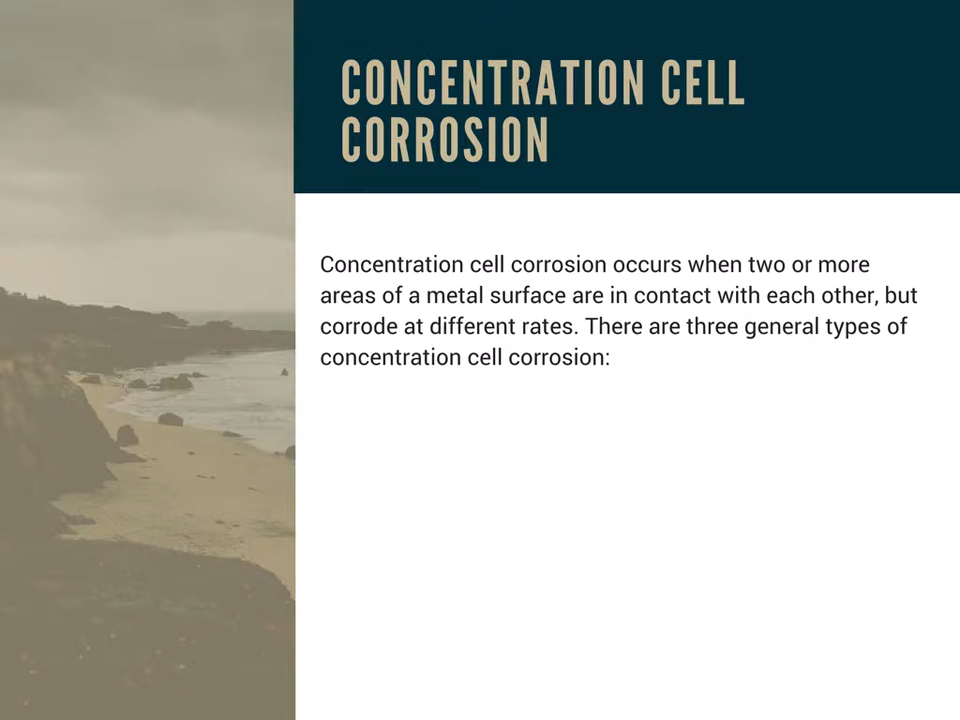 CONCENTRATION CELL
CORROSION
Concentration cell corrosion occurs when two or more
areas of a metal surface are in contact with each other, but
corrode at different rates. There are three general types of
concentration cell corrosion: